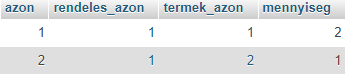 azon rendeles_azon termek_azon mennyiseg
1 1 1 2
2 1 2 1